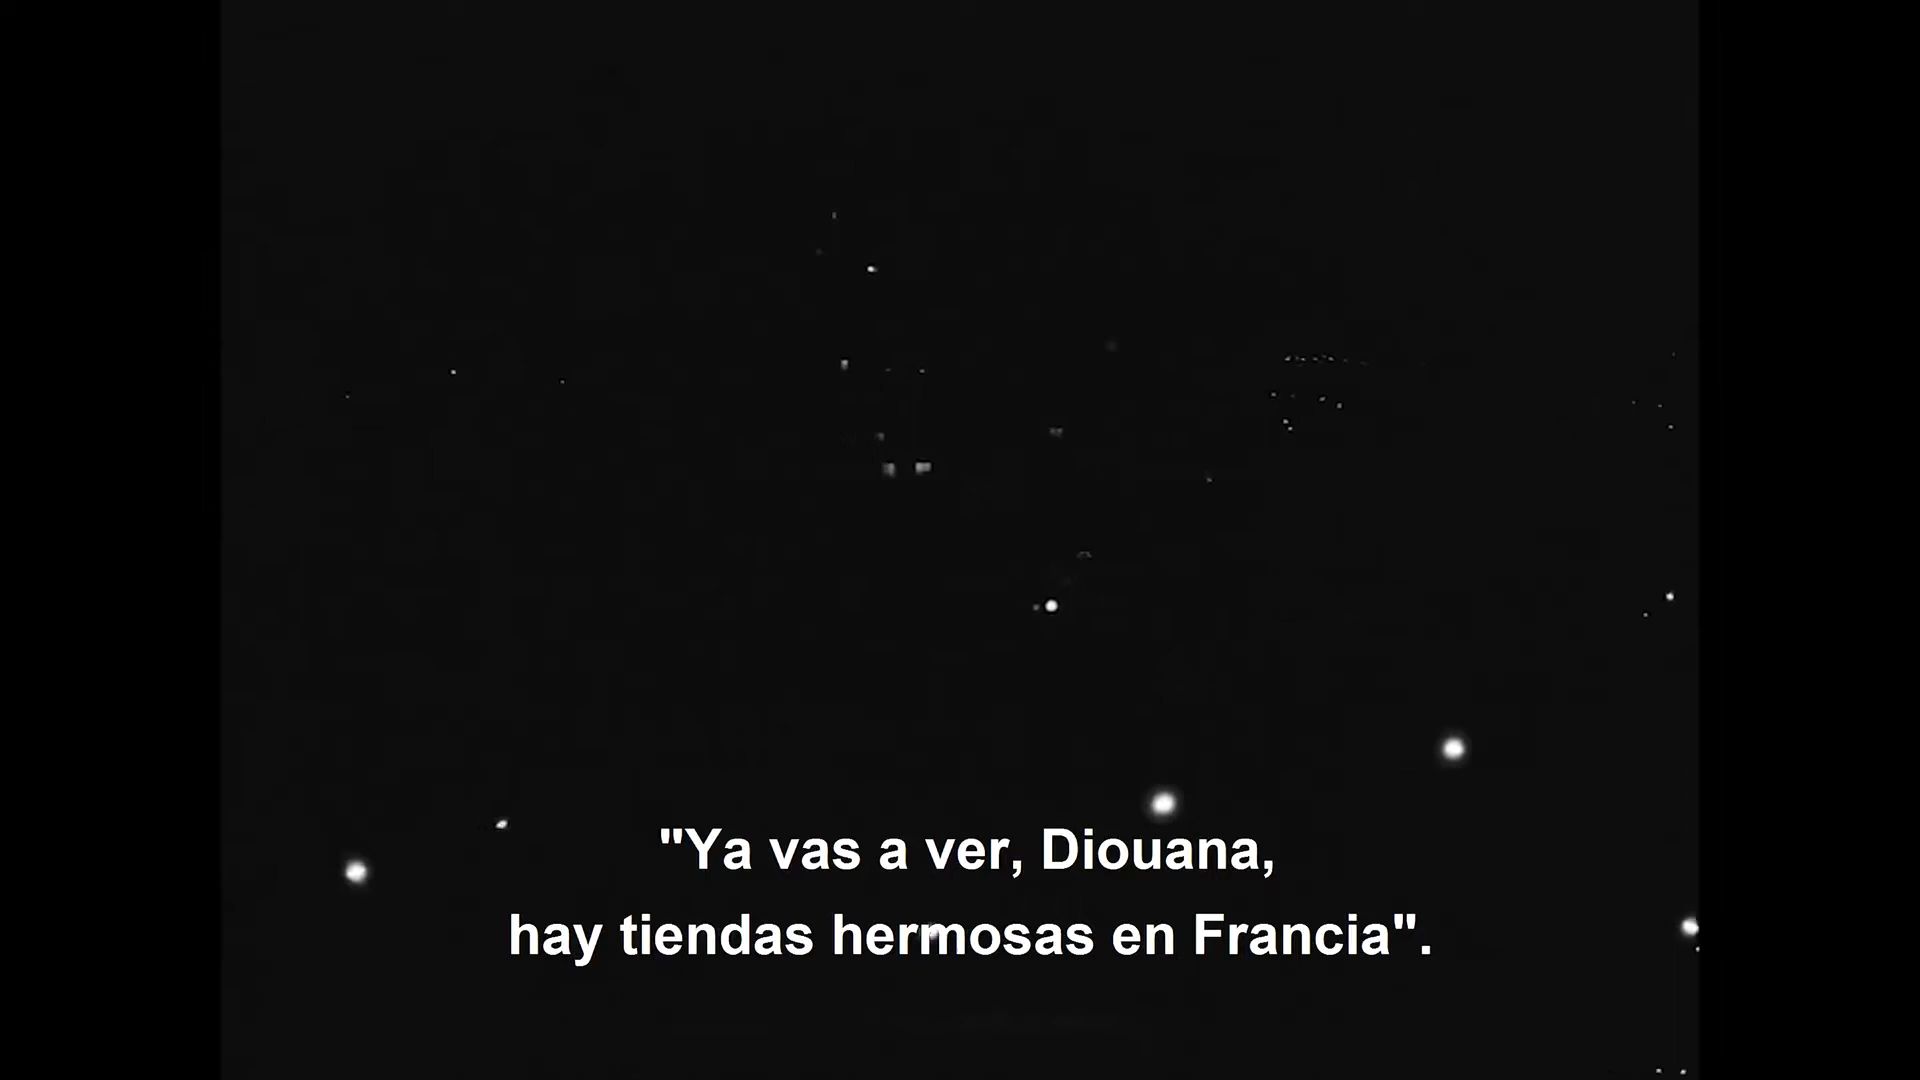 "Ya vas a ver, Diouana,
hay tiendas hermosas en Francia".